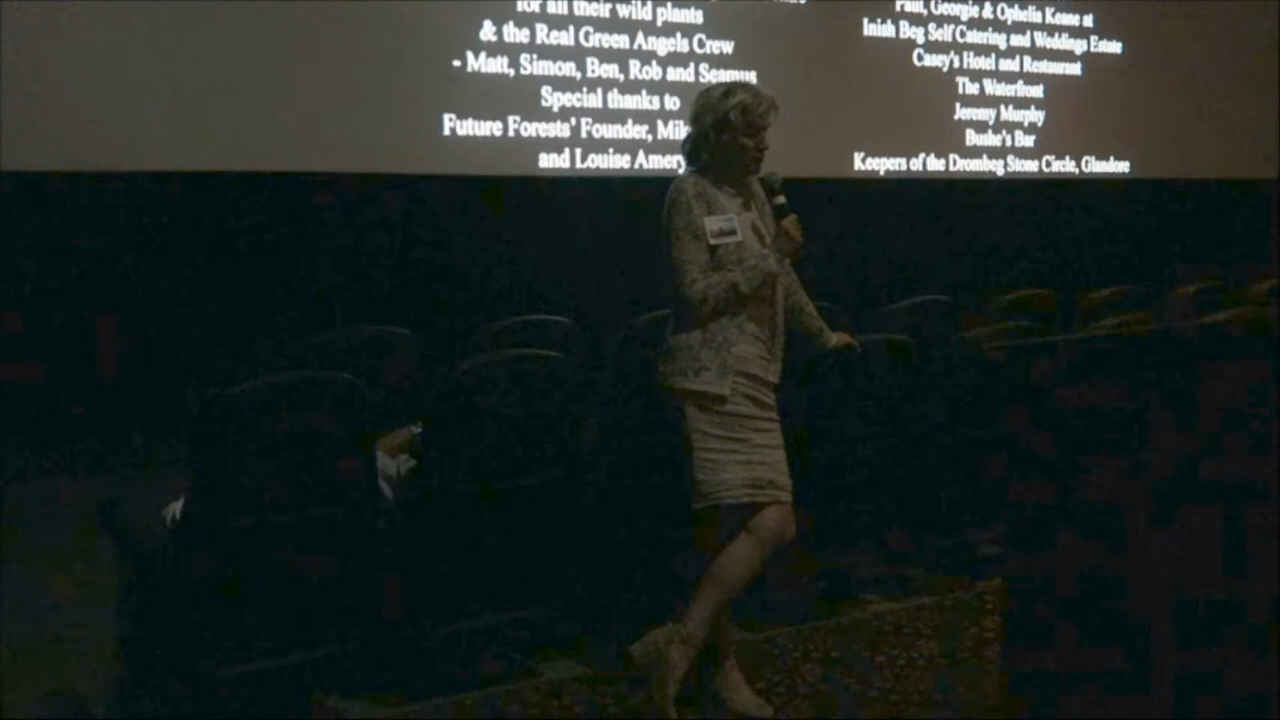 for all their wild plants
& the Real Green Angels Crew
- Matt, Simon, Ben, Rob and Seamus
Special thanks to
Future Forests' Founder,
and Louise Amery
Paul, Georgie & Ophelia Keane at
Inish Beg Self Catering and Weddings Estate
Casey's Hotel and Restaurant
The Waterfront
Jeremy Murphy
Bushe's Bar
Keepers of the Drombeg Stone Circle, Glandore